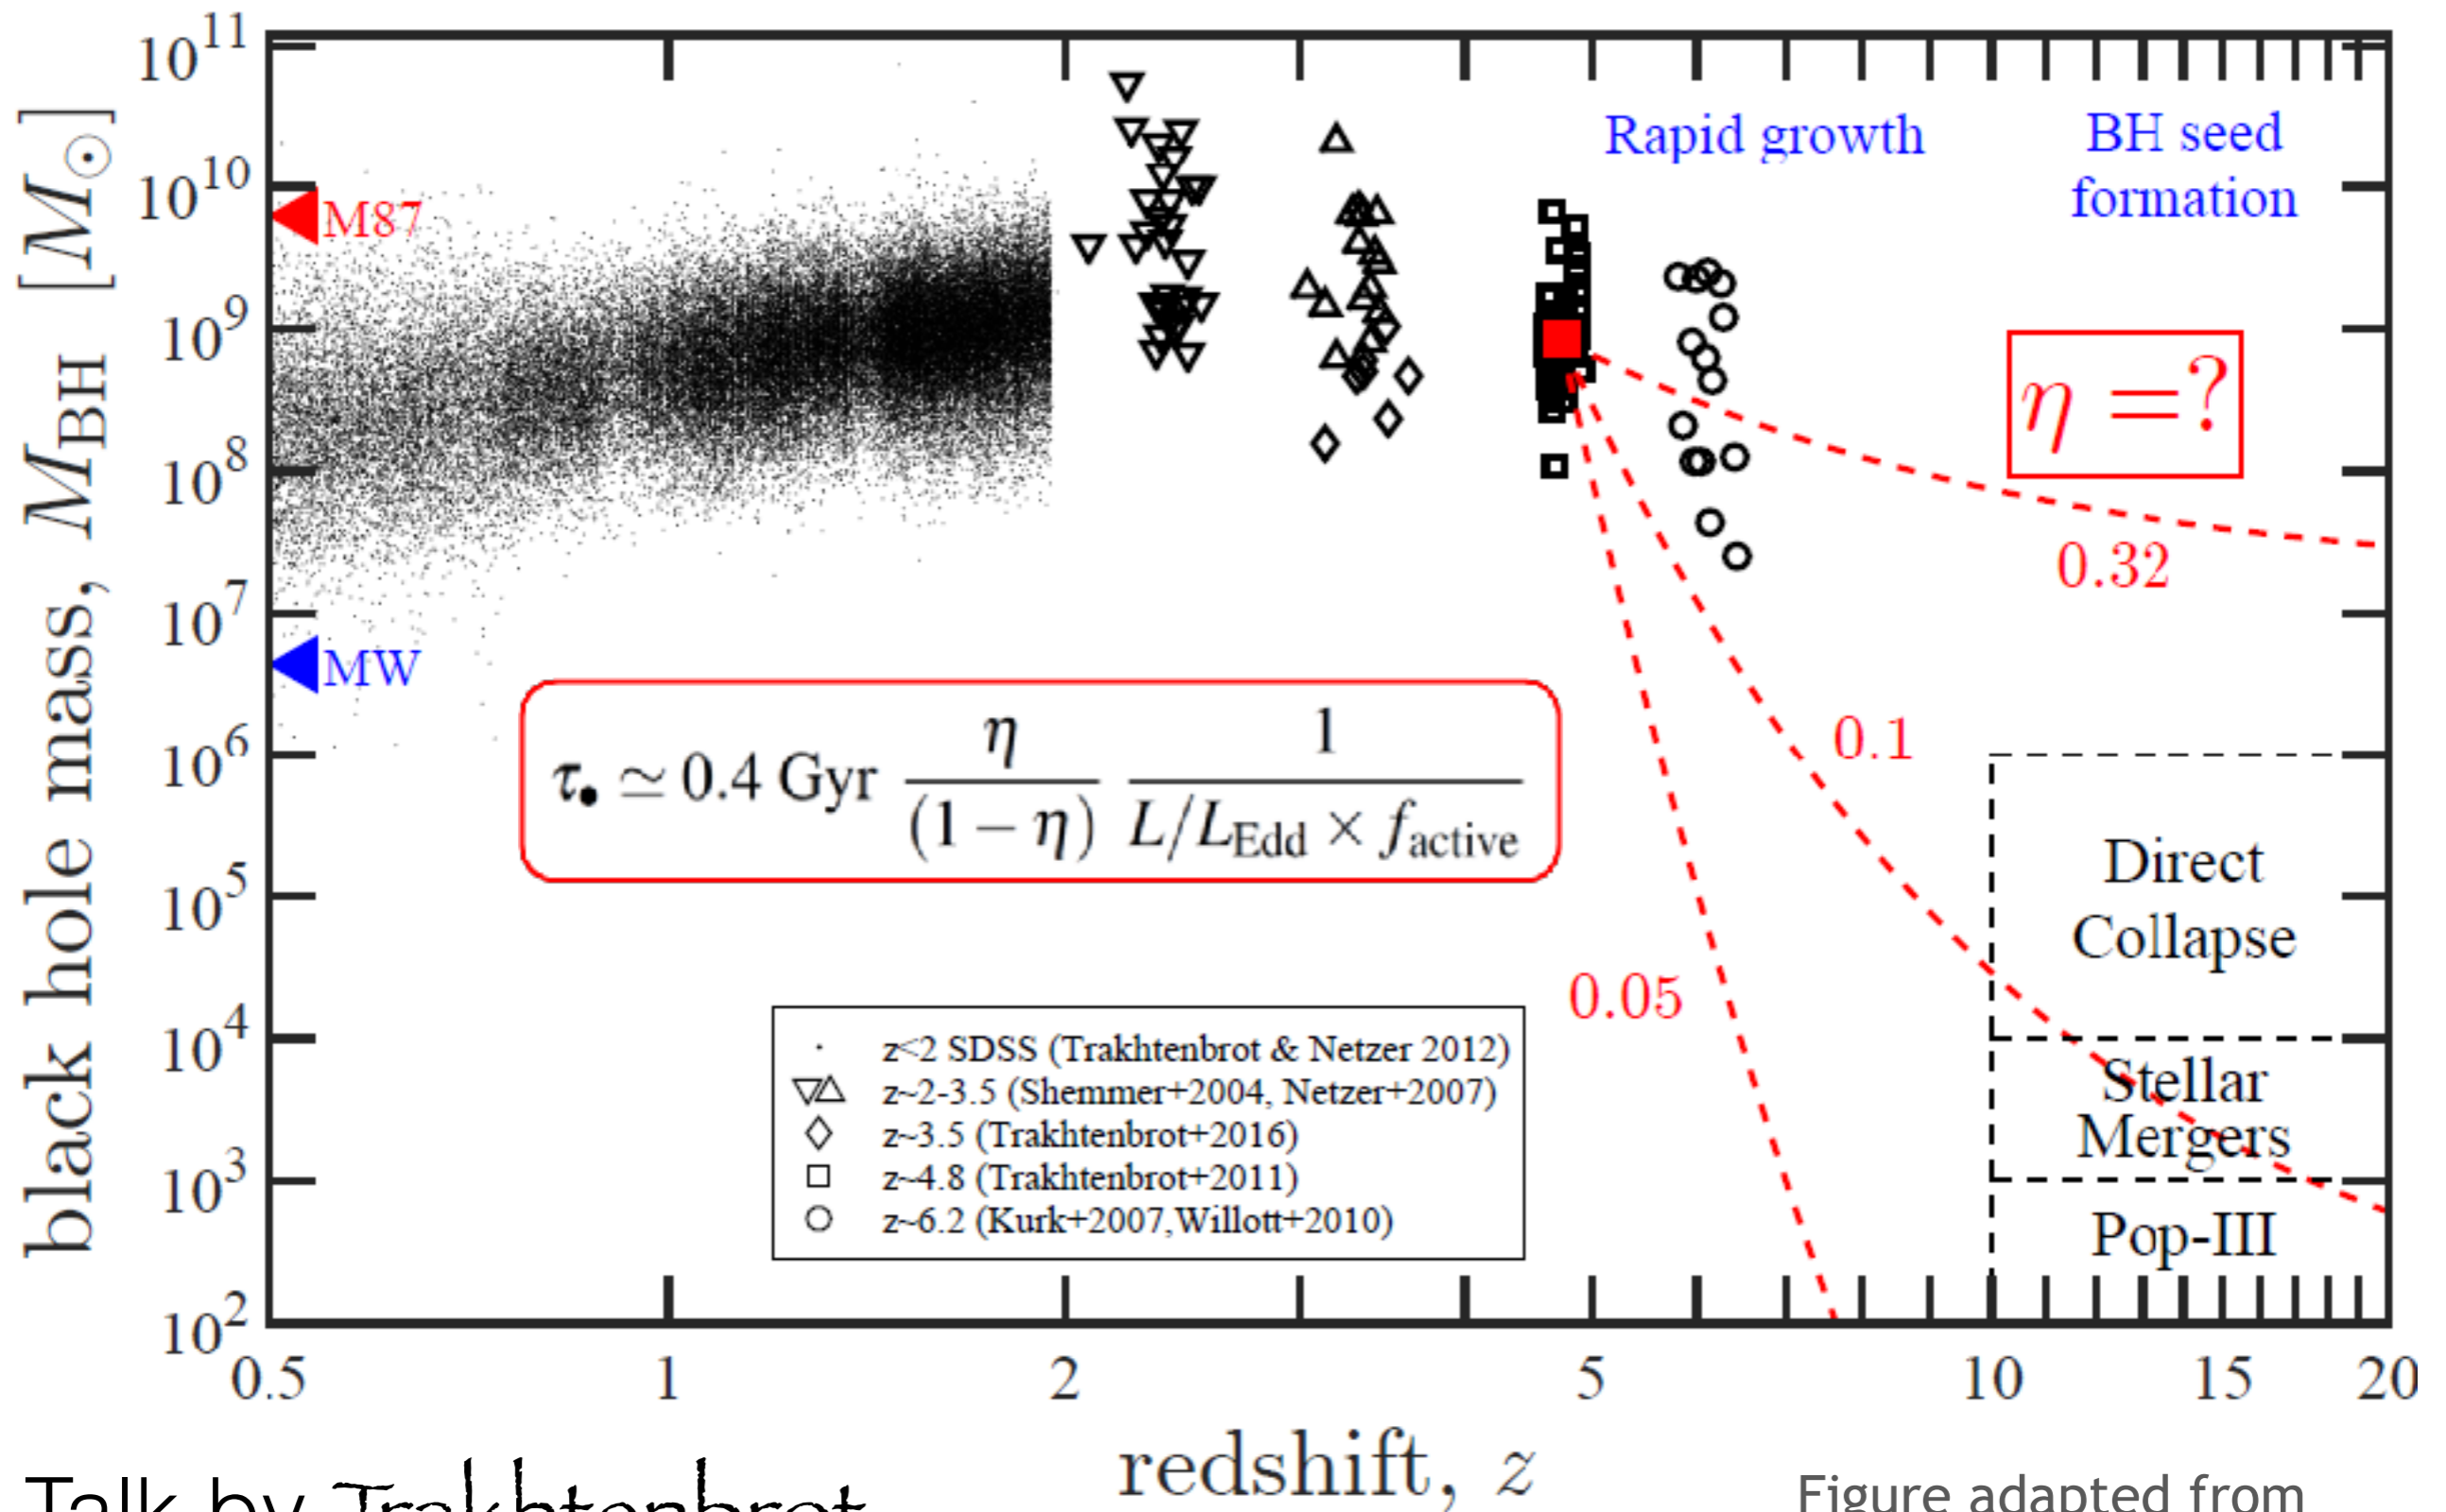 10^11
10^10
10^9
10^8
10^7
10^6
10^5
10^4
10^3
10^2
black hole mass, M_BH [M_⊙]
M87
MW
Rapid growth
BH seed
formation
η =?
0.32
0.1
0.05
τ_• ≃ 0.4 Gyr η/(1 − η) 1/(L/L_Edd × f_active)
Direct
Collapse
Stellar
Mergers
Pop-III
z<2 SDSS (Trakhtenbrot & Netzer 2012)
z~2-3.5 (Shemmer+2004, Netzer+2007)
z~3.5 (Trakhtenbrot+2016)
z~4.8 (Trakhtenbrot+2011)
z~6.2 (Kurk+2007,Willott+2010)
0.5 1 2 5 10 15 20
redshift, z
Talk by Trakhtenbrot
Figure adapted from